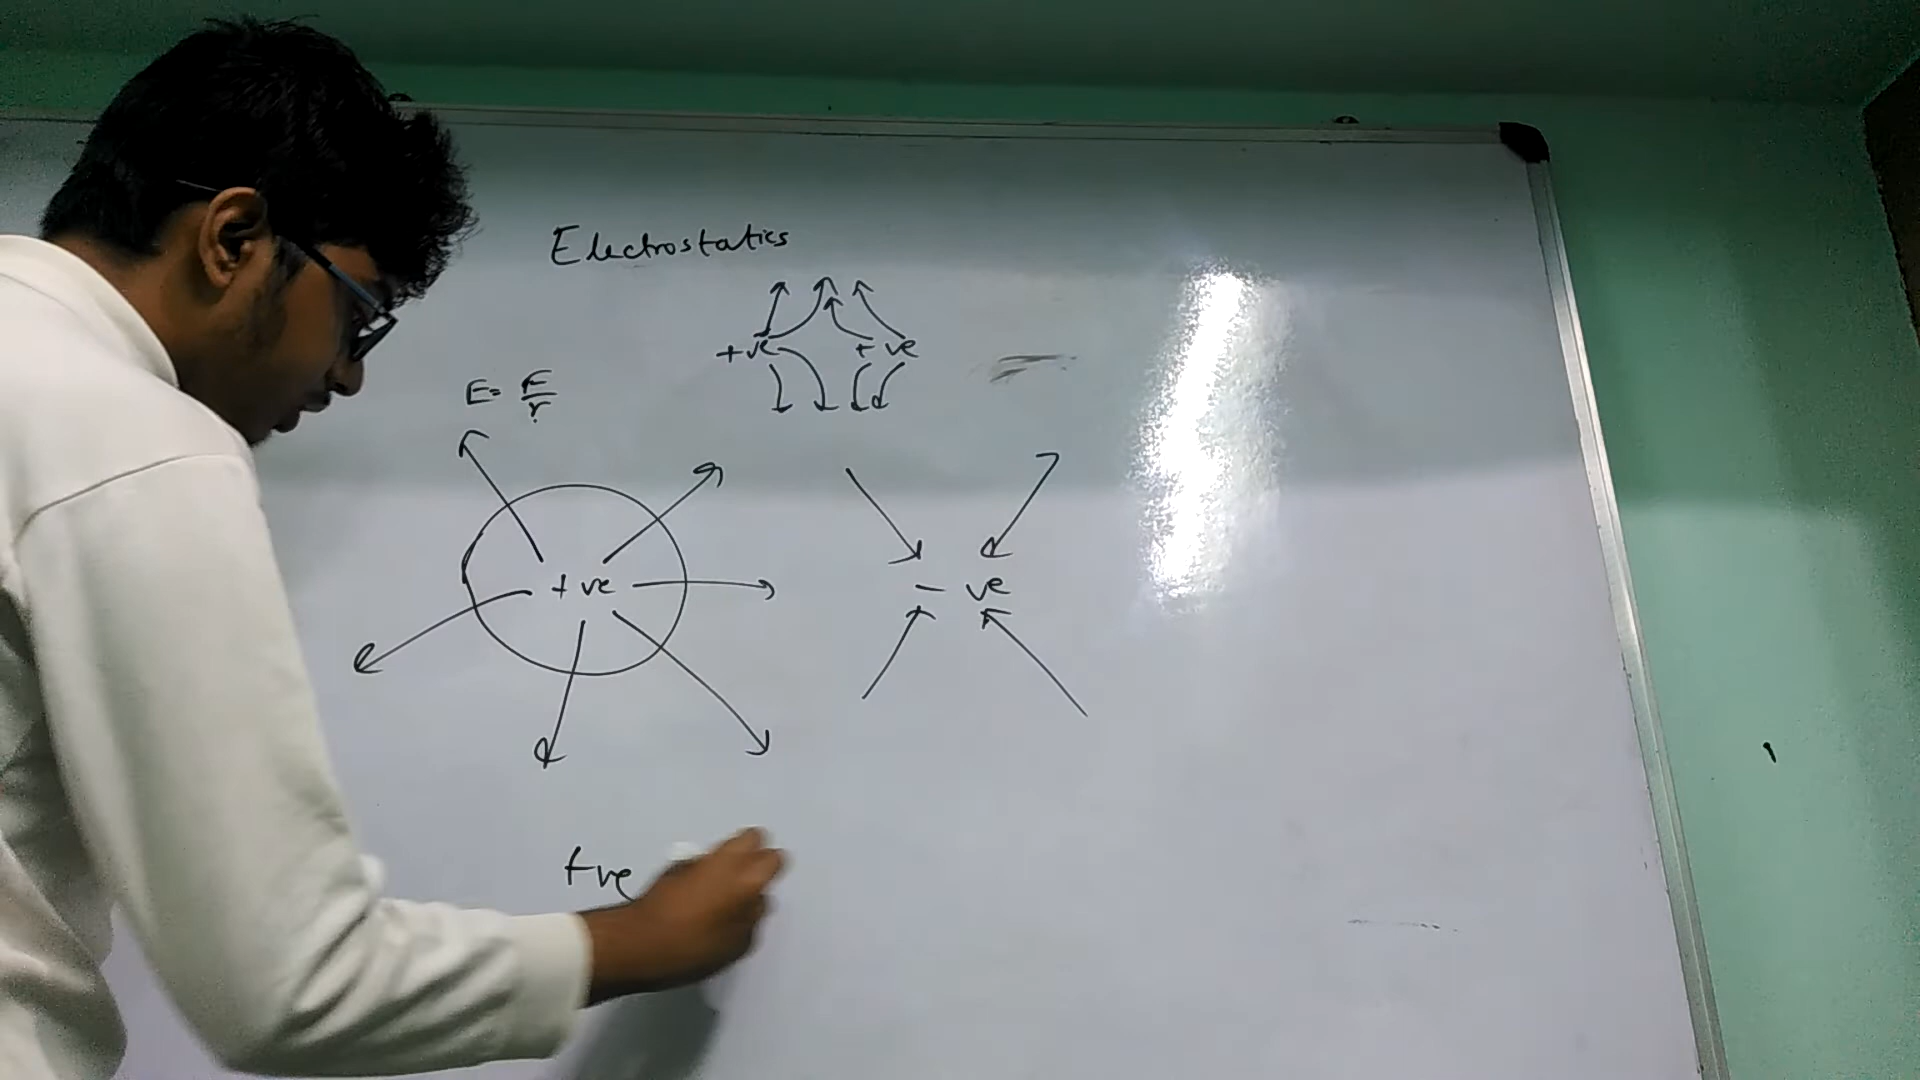 Electrostatics
+ve + ve
E = F/r
+ ve
- ve
+ve